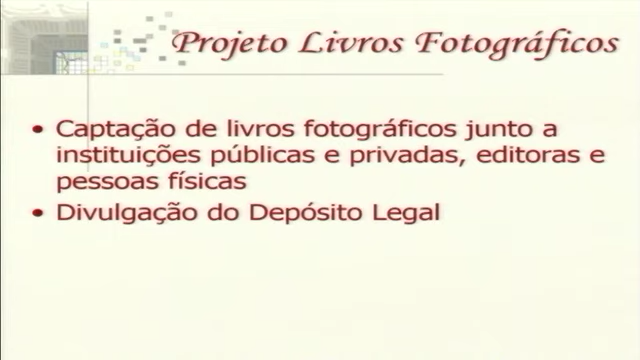 Projeto Livros Fotográficos
• Captação de livros fotográficos junto a
instituições públicas e privadas, editoras e
pessoas físicas
• Divulgação do Depósito Legal